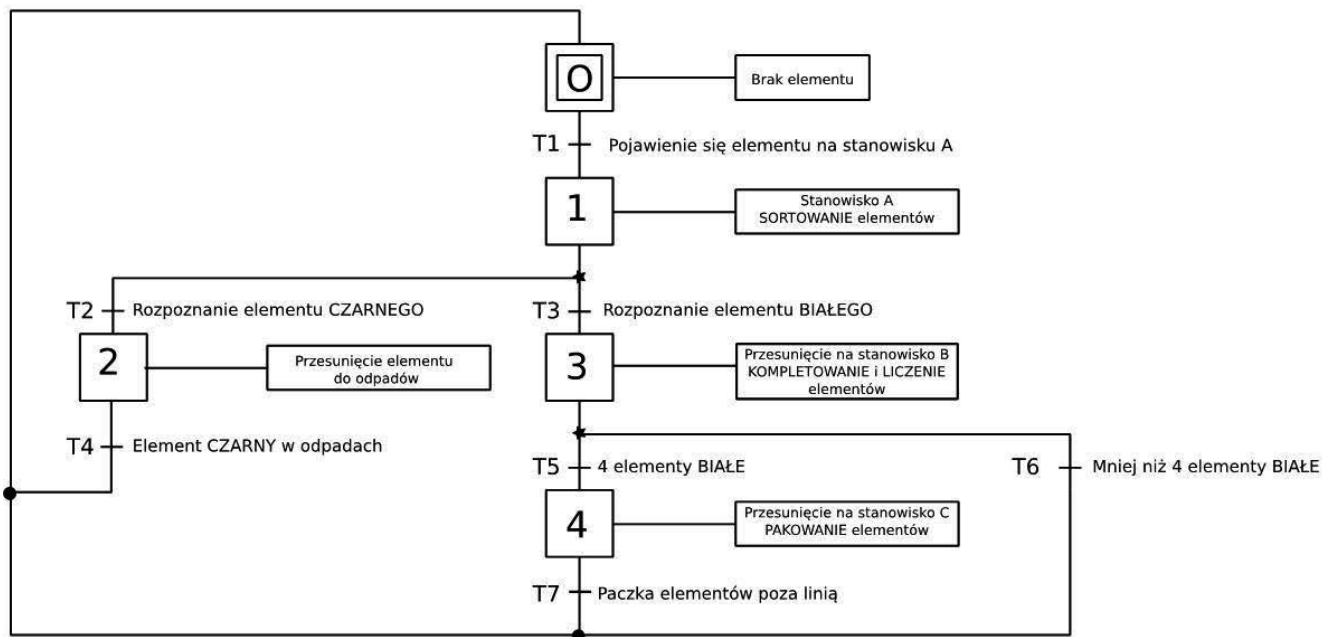 O
Brak elementu
T1
Pojawienie się elementu na stanowisku A
1
Stanowisko A
SORTOWANIE elementów
T2
Rozpoznanie elementu CZARNEGO
T3
Rozpoznanie elementu BIAŁEGO
2
Przesunięcie elementu
do odpadów
3
Przesunięcie na stanowisko B
KOMPLETOWANIE i LICZENIE
elementów
T4
Element CZARNY w odpadach
T5
4 elementy BIAŁE
T6
Mniej niż 4 elementy BIAŁE
4
Przesunięcie na stanowisko C
PAKOWANIE elementów
T7
Paczka elementów poza linią